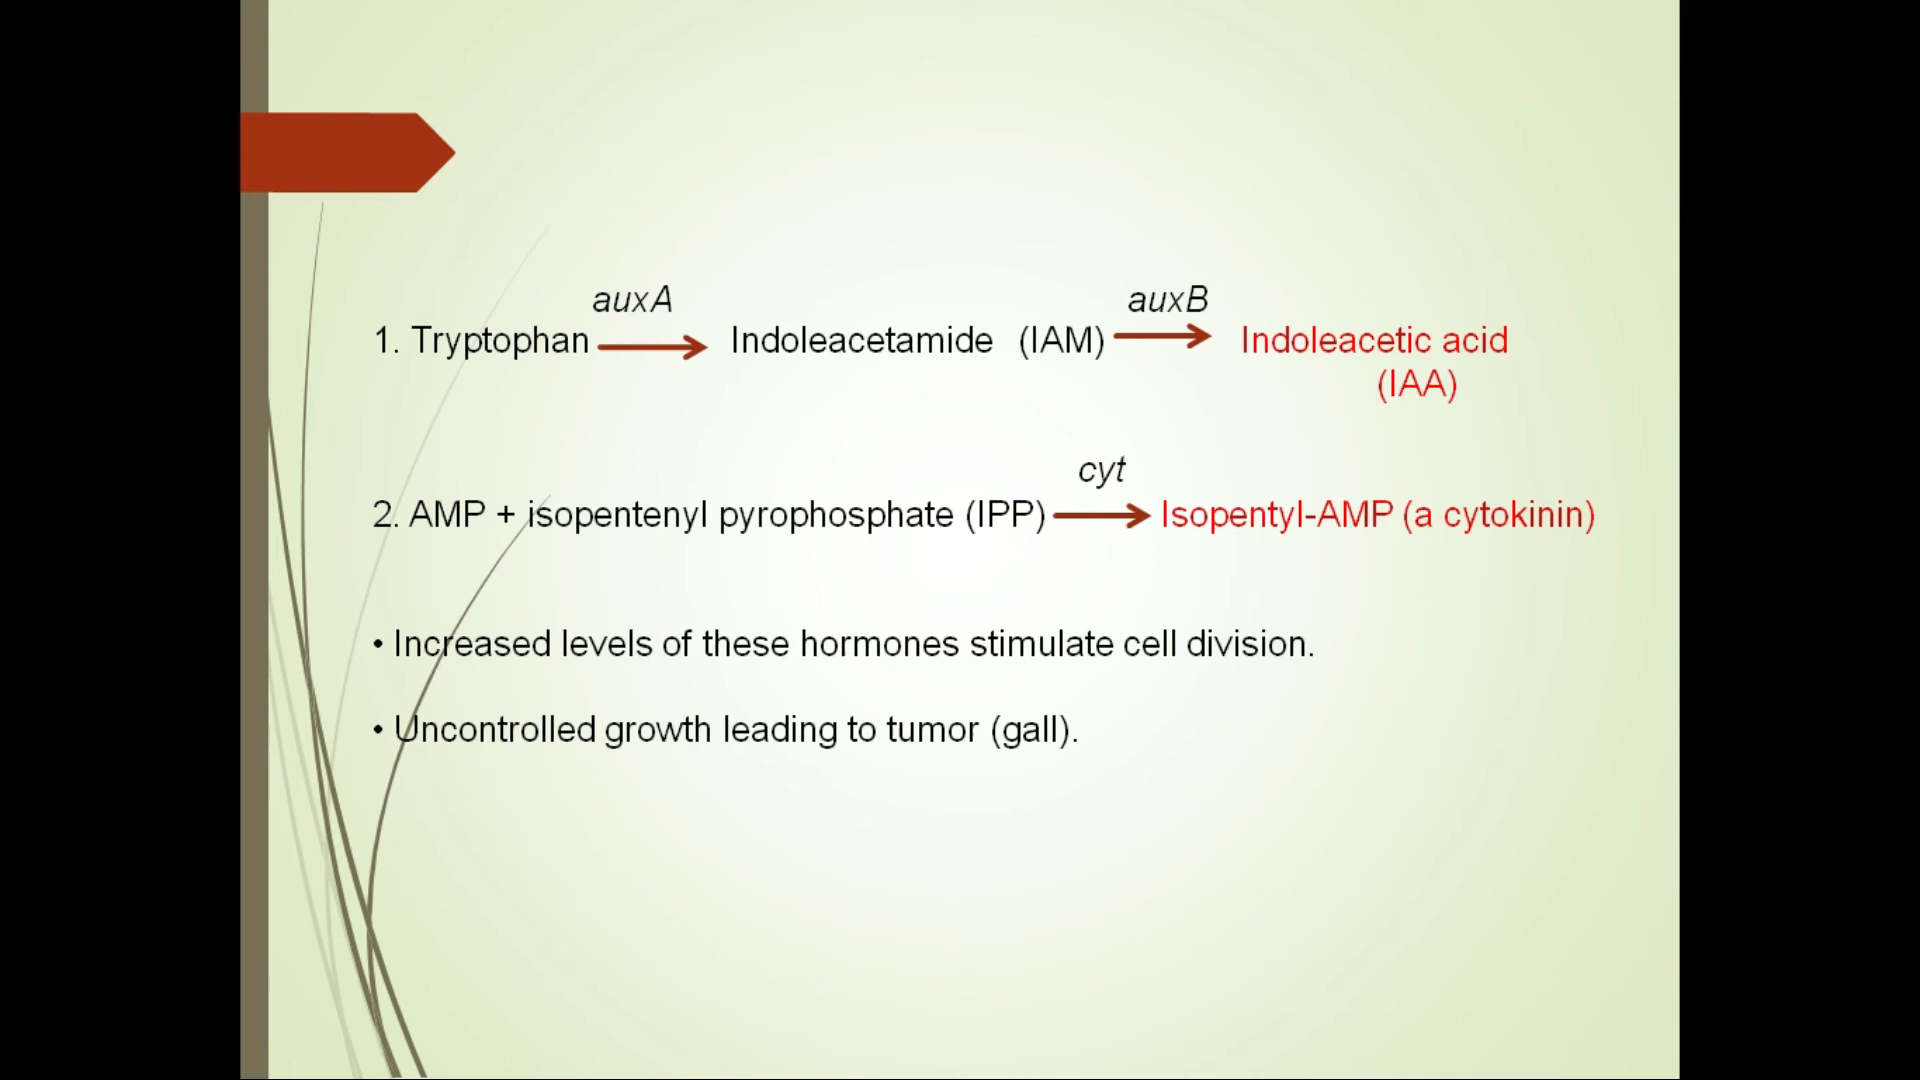 auxA auxB
1. Tryptophan Indoleacetamide (IAM) Indoleacetic acid
(IAA)
cyt
2. AMP + isopentenyl pyrophosphate (IPP) Isopentyl-AMP (a cytokinin)
• Increased levels of these hormones stimulate cell division.
• Uncontrolled growth leading to tumor (gall).